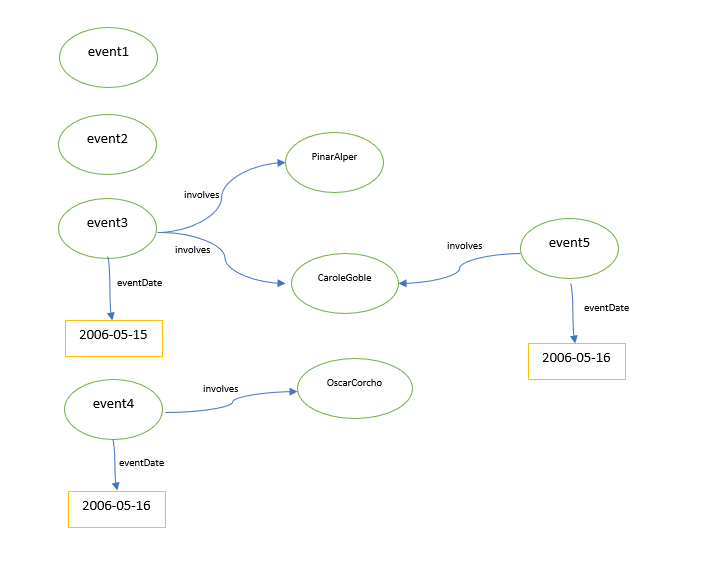 event1
event2
PinarAlper
involves
event3
involves
event5
involves
CaroleGoble
eventDate
eventDate
2006-05-15
2006-05-16
OscarCorcho
involves
event4
eventDate
2006-05-16